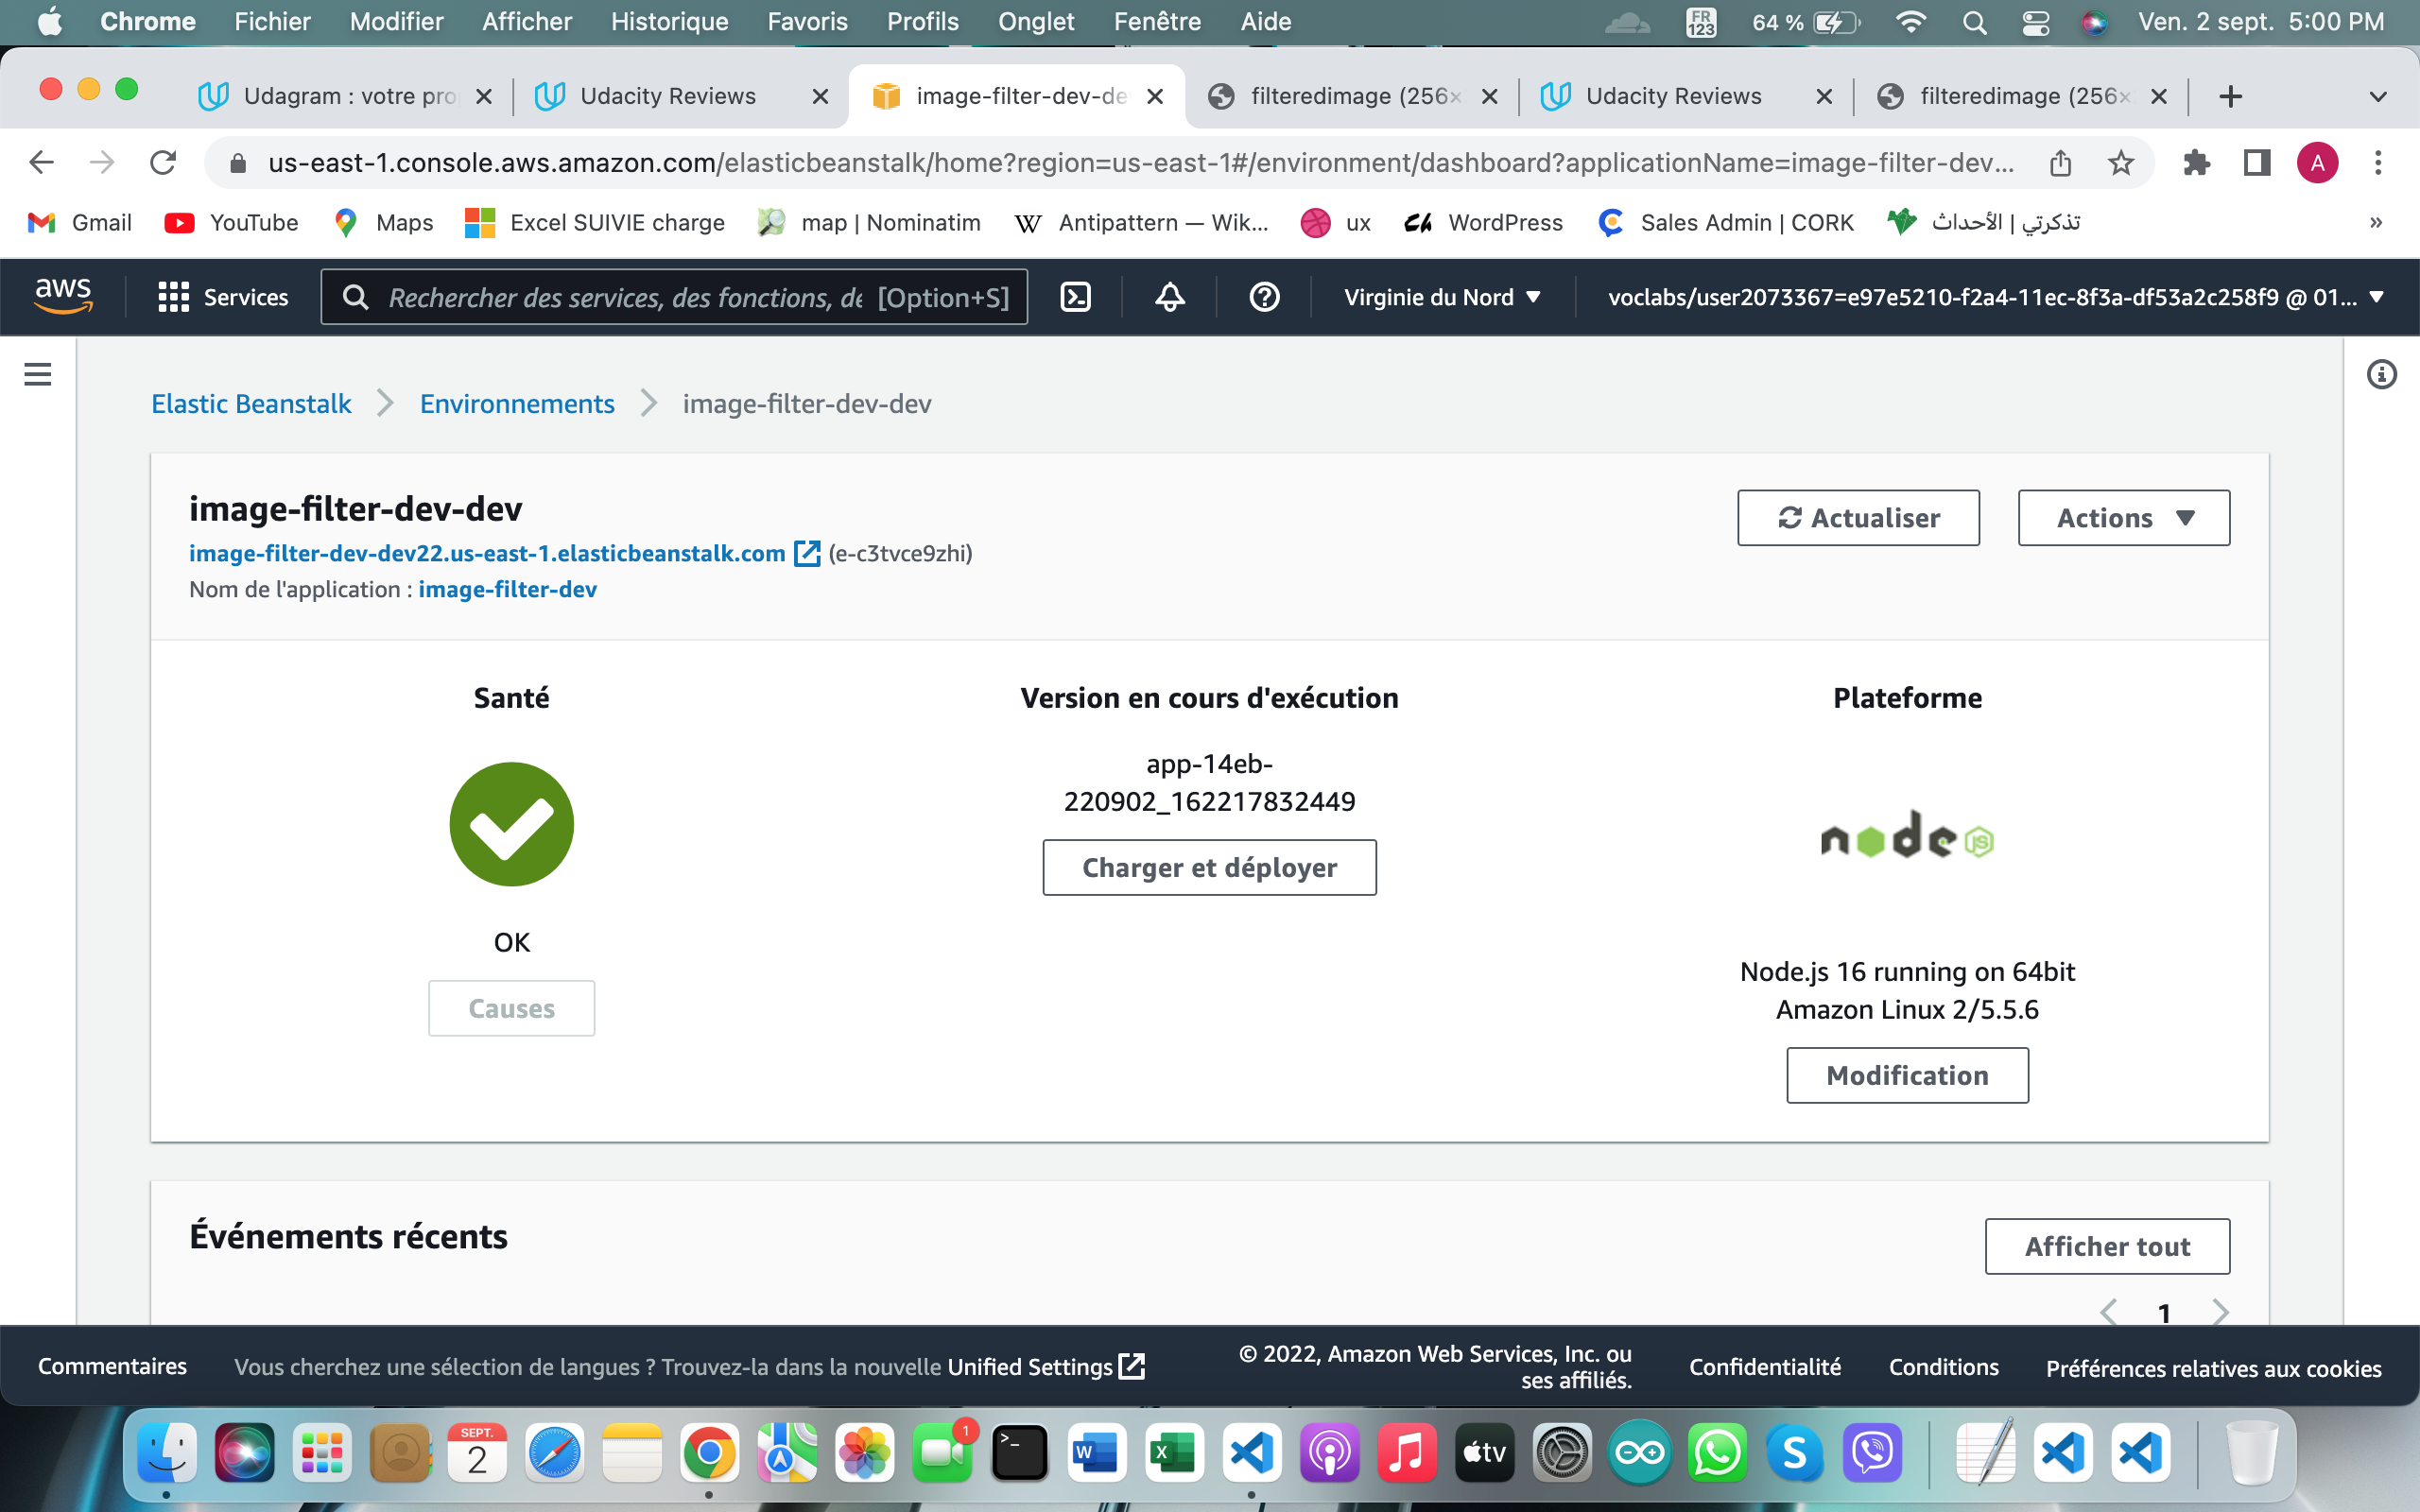 Chrome Fichier Modifier Afficher Historique Favoris Profils Onglet Fenêtre Aide FR 123 64 % Ven. 2 sept. 5:00 PM
Udagram : votre pro Udacity Reviews image-filter-dev-de filteredimage (256× Udacity Reviews filteredimage (256×
us-east-1.console.aws.amazon.com/elasticbeanstalk/home?region=us-east-1#/environment/dashboard?applicationName=image-filter-dev... A
Gmail YouTube Maps Excel SUIVIE charge map | Nominatim W Antipattern — Wik... ux Ch WordPress Sales Admin | CORK تذكرتي | الأحداث »
aws Services Rechercher des services, des fonctions, de [Option+S] Virginie du Nord voclabs/user2073367=e97e5210-f2a4-11ec-8f3a-df53a2c258f9 @ 01...
Elastic Beanstalk Environnements image-filter-dev-dev
image-filter-dev-dev
Actualiser Actions
image-filter-dev-dev22.us-east-1.elasticbeanstalk.com (e-c3tvce9zhi)
Nom de l'application : image-filter-dev
Santé
OK
Causes
Version en cours d'exécution
app-14eb-
220902_162217832449
Charger et déployer
Plateforme
node JS
Node.js 16 running on 64bit
Amazon Linux 2/5.5.6
Modification
Événements récents
Afficher tout
1
Commentaires Vous cherchez une sélection de langues ? Trouvez-la dans la nouvelle Unified Settings
© 2022, Amazon Web Services, Inc. ou
ses affiliés.
Confidentialité Conditions Préférences relatives aux cookies
SEPT.
2
1
>_
W
X
tv
S